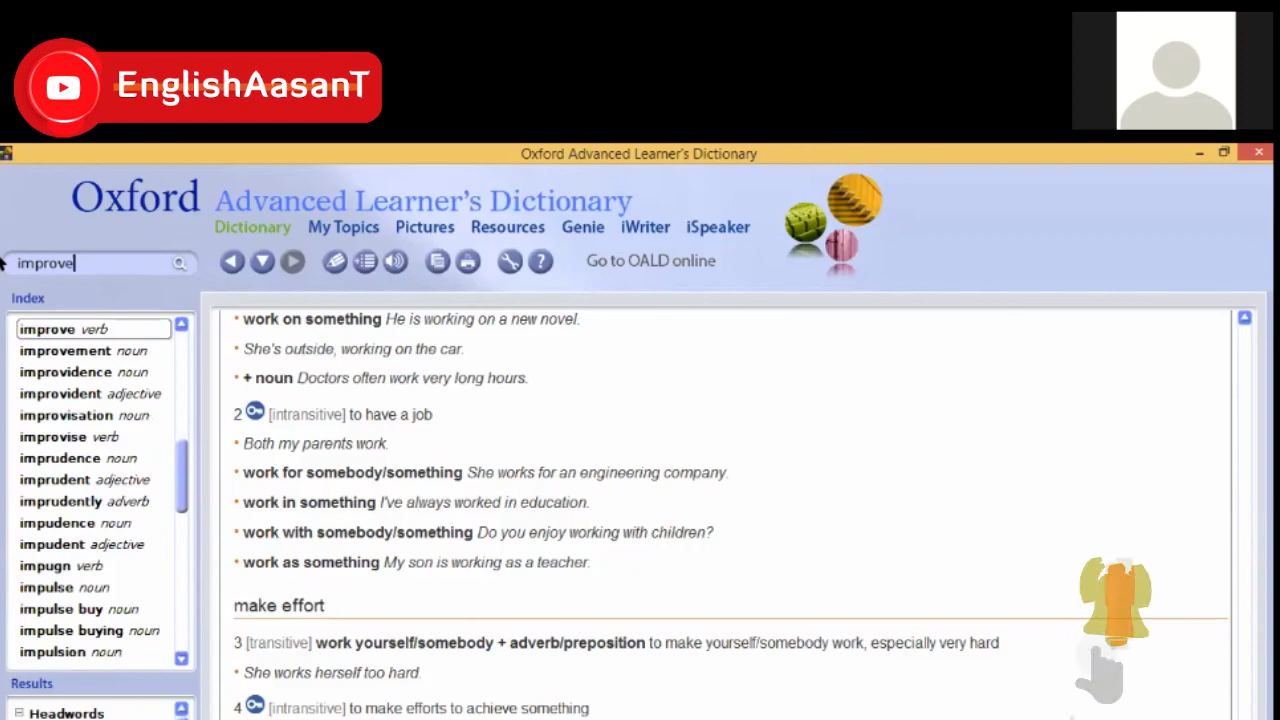 EnglishAasanT
Oxford Advanced Learner's Dictionary
Oxford Advanced Learner's Dictionary
Dictionary My Topics Pictures Resources Genie iWriter iSpeaker
improve
? Go to OALD online
Index
improve verb
improvement noun
improvidence noun
improvident adjective
improvisation noun
improvise verb
imprudence noun
imprudent adjective
imprudently adverb
impudence noun
impudent adjective
impugn verb
impulse noun
impulse buy noun
impulse buying noun
impulsion noun
Results
Headwords
• work on something He is working on a new novel.
• She's outside, working on the car.
• + noun Doctors often work very long hours.
2 [intransitive] to have a job
• Both my parents work.
• work for somebody/something She works for an engineering company.
• work in something I've always worked in education.
• work with somebody/something Do you enjoy working with children?
• work as something My son is working as a teacher.
make effort
3 [transitive] work yourself/somebody + adverb/preposition to make yourself/somebody work, especially very hard
• She works herself too hard.
4 [intransitive] to make efforts to achieve something